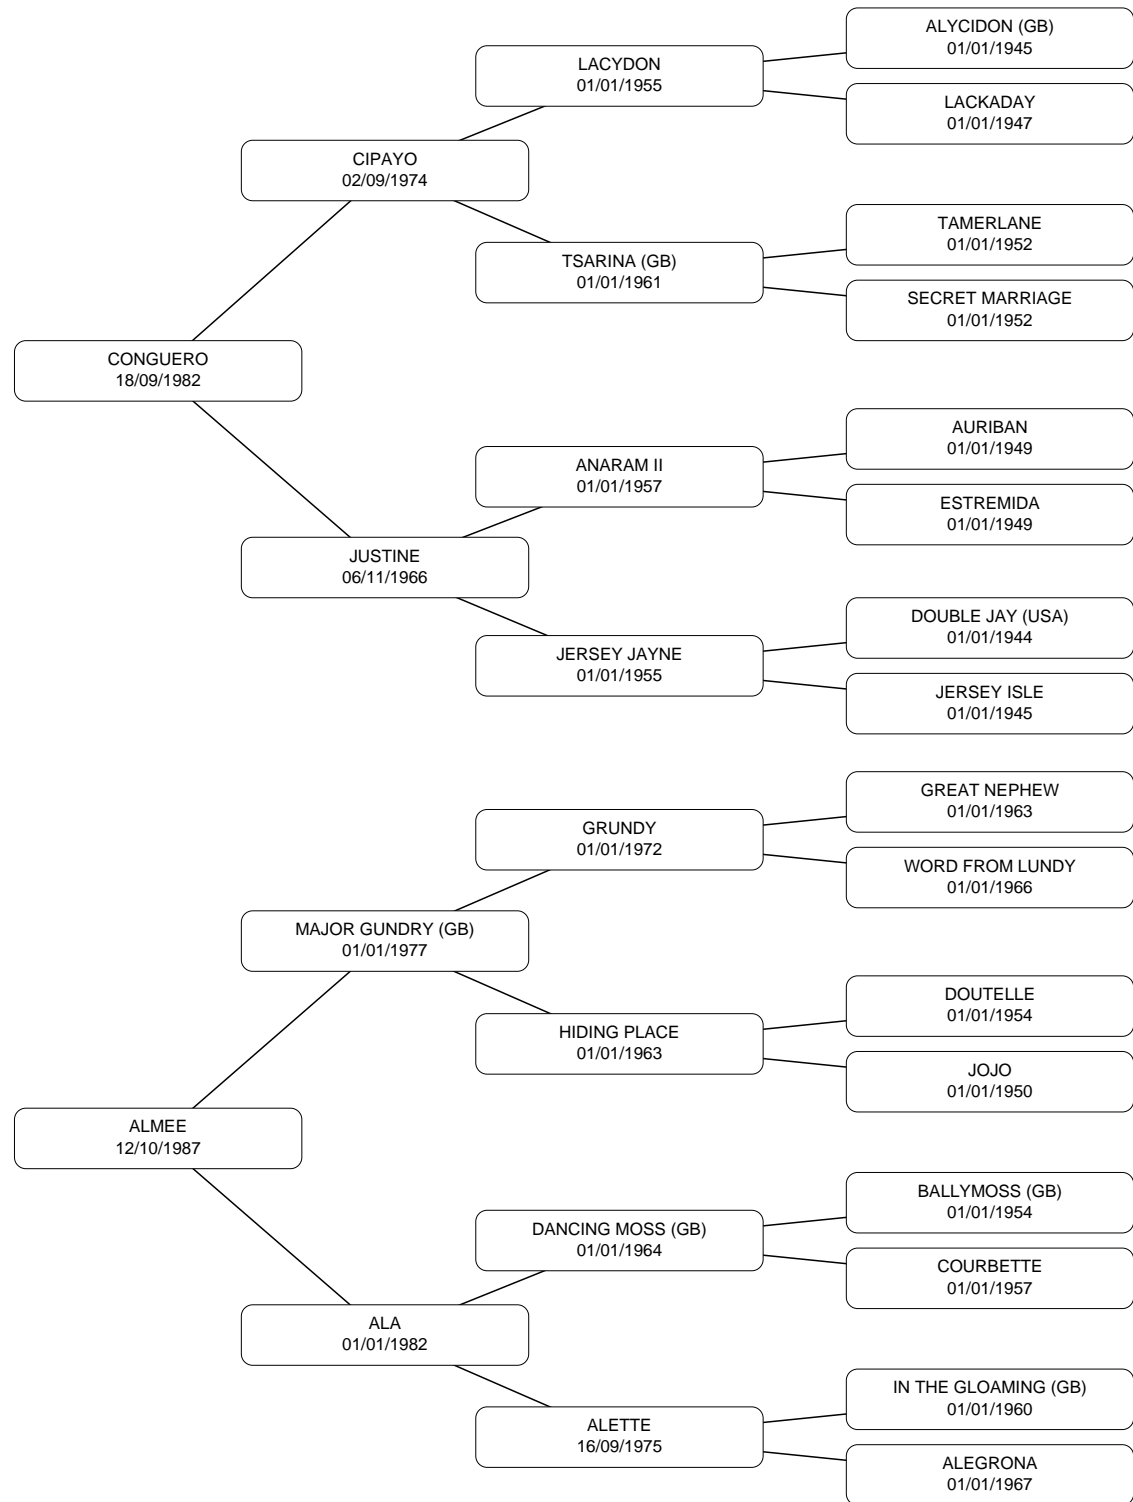 ALYCIDON (GB)
01/01/1945
LACYDON
01/01/1955
LACKADAY
01/01/1947
CIPAYO
02/09/1974
TAMERLANE
01/01/1952
TSARINA (GB)
01/01/1961
SECRET MARRIAGE
01/01/1952
CONGUERO
18/09/1982
AURIBAN
01/01/1949
ANARAM II
01/01/1957
ESTREMIDA
01/01/1949
JUSTINE
06/11/1966
DOUBLE JAY (USA)
01/01/1944
JERSEY JAYNE
01/01/1955
JERSEY ISLE
01/01/1945
GREAT NEPHEW
01/01/1963
GRUNDY
01/01/1972
WORD FROM LUNDY
01/01/1966
MAJOR GUNDRY (GB)
01/01/1977
DOUTELLE
01/01/1954
HIDING PLACE
01/01/1963
JOJO
01/01/1950
ALMEE
12/10/1987
BALLYMOSS (GB)
01/01/1954
DANCING MOSS (GB)
01/01/1964
COURBETTE
01/01/1957
ALA
01/01/1982
IN THE GLOAMING (GB)
01/01/1960
ALETTE
16/09/1975
ALEGRONA
01/01/1967